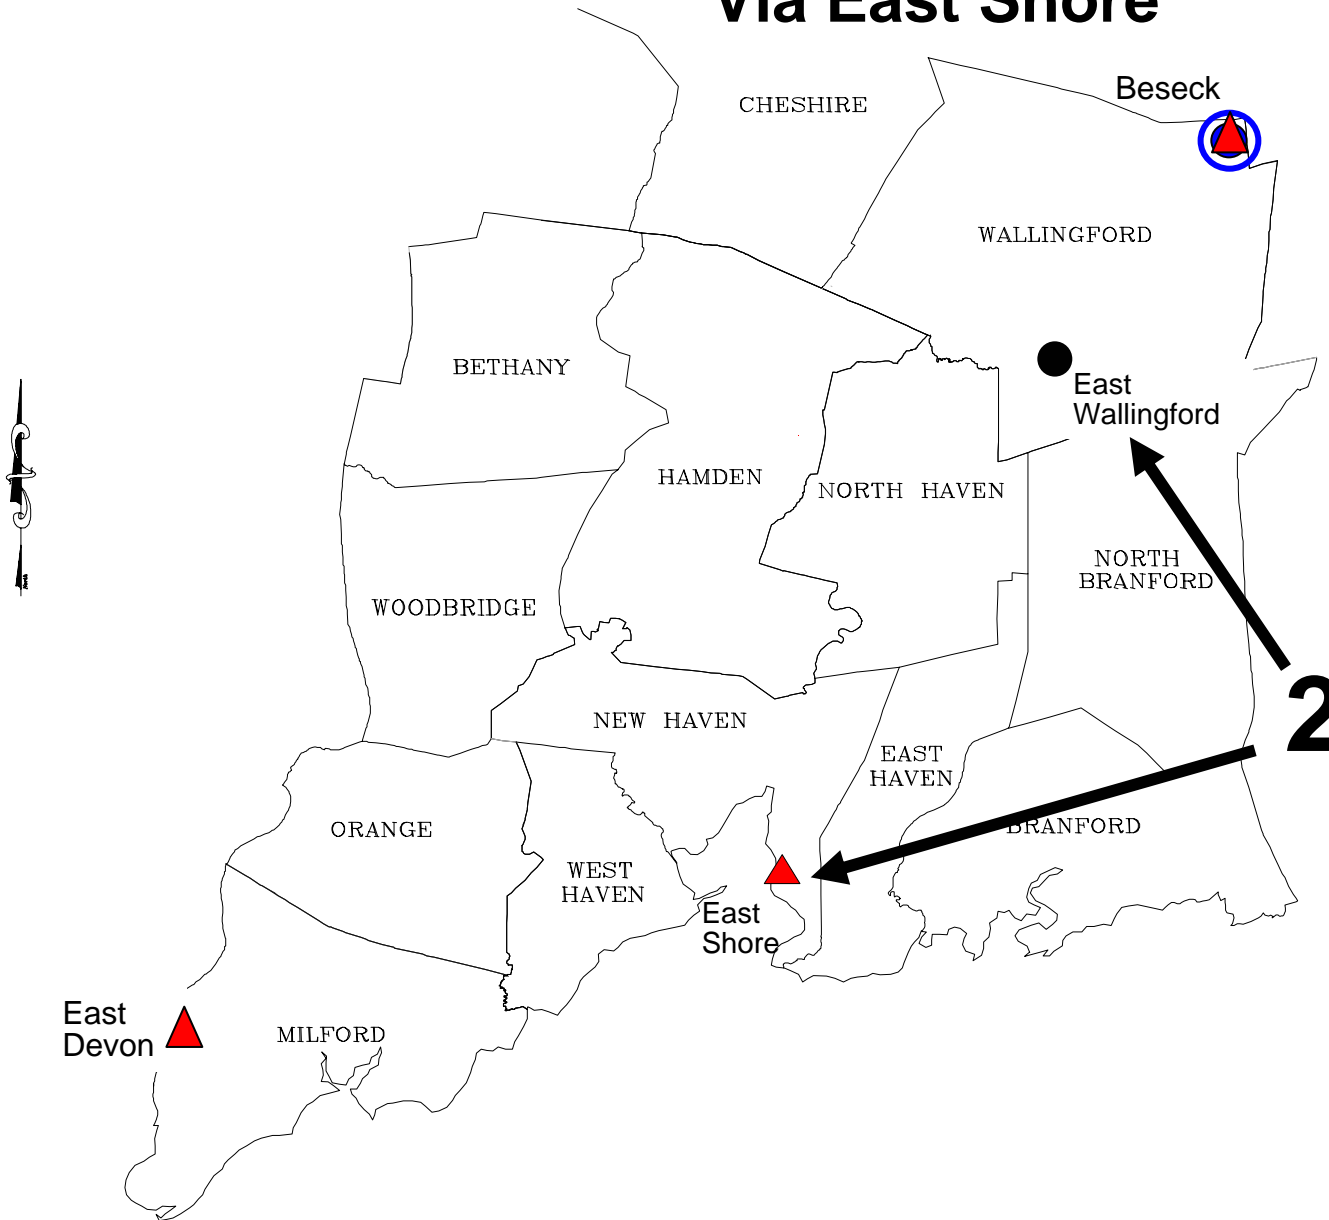 Via East Shore
Beseck
CHESHIRE
WALLINGFORD
BETHANY
East
Wallingford
HAMDEN
NORTH HAVEN
NORTH
BRANFORD
WOODBRIDGE
2
NEW HAVEN
EAST
HAVEN
ORANGE
BRANFORD
WEST
HAVEN
East
Shore
East
Devon
MILFORD